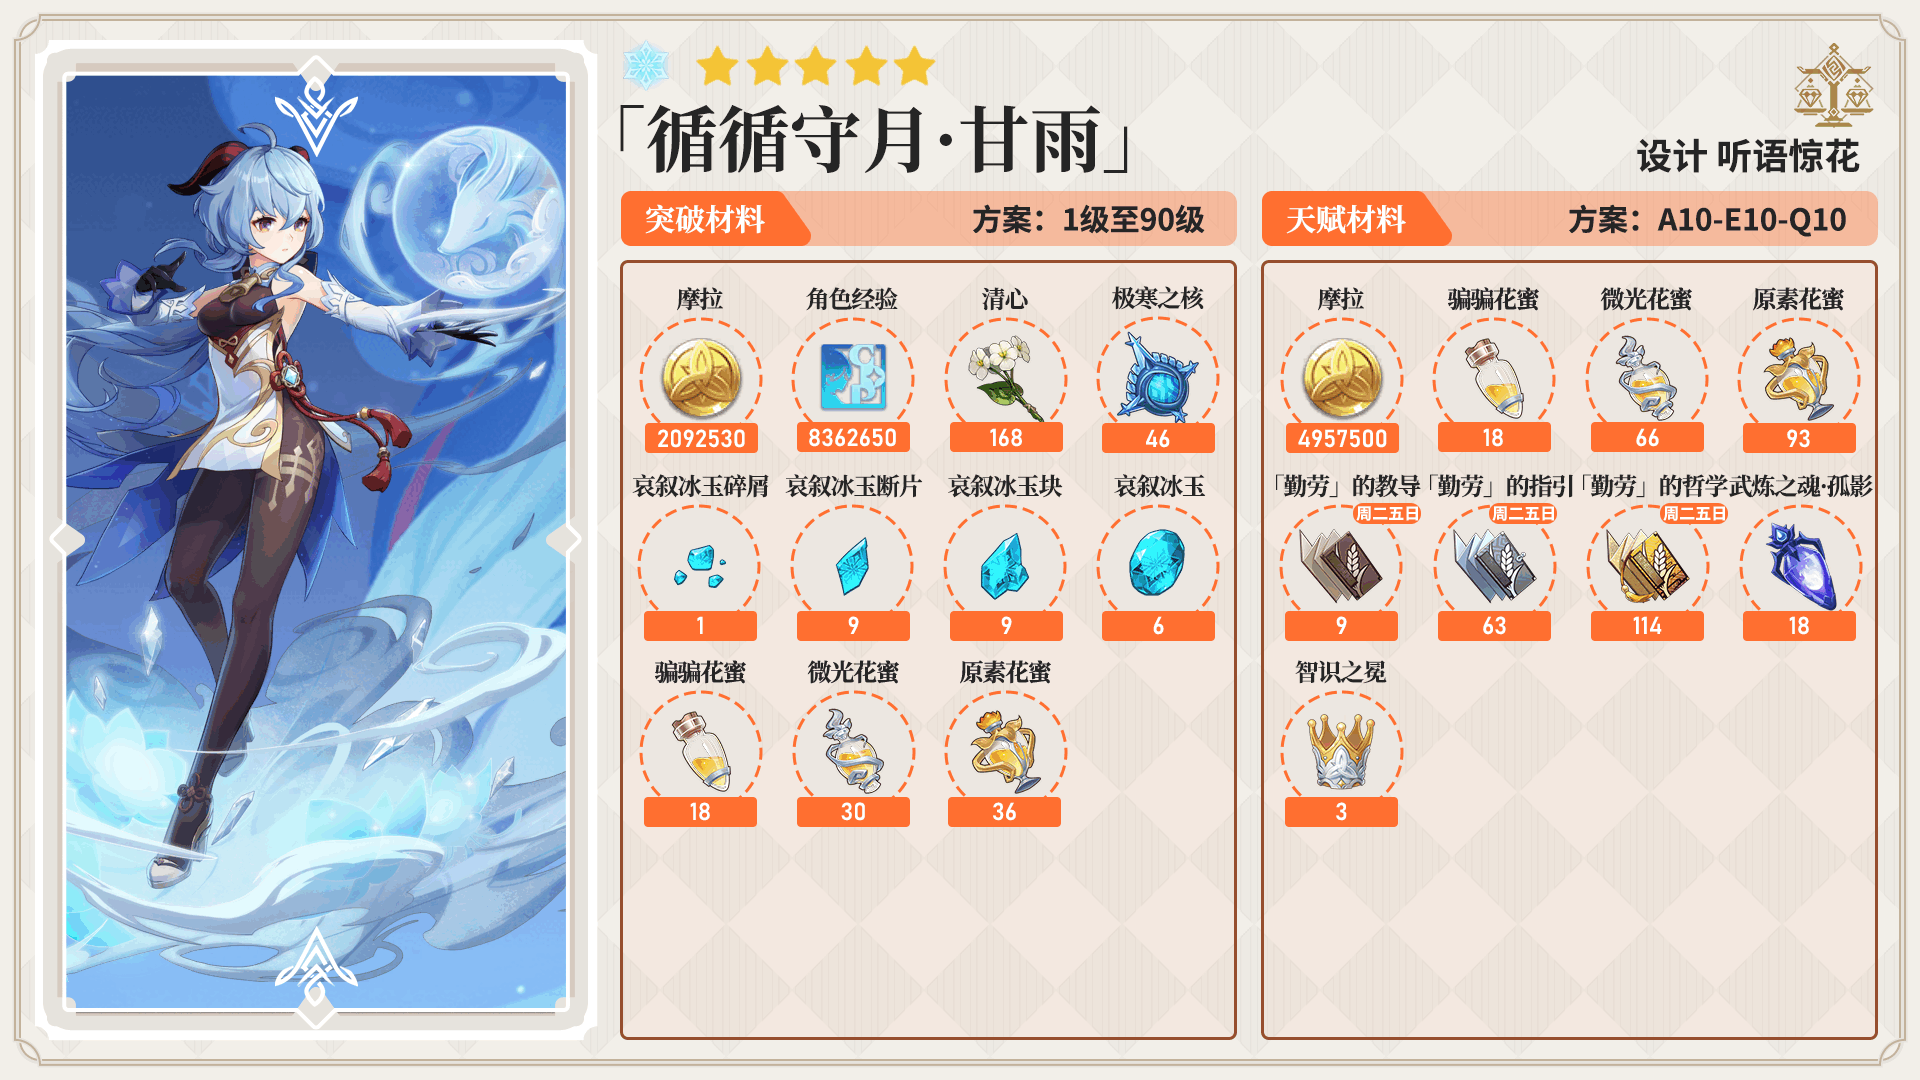 「循循守月·甘雨」
设计 听语惊花
突破材料
方案：1级至90级
摩拉
角色经验
清心
极寒之核
2092530
8362650
168
46
哀叙冰玉碎屑
哀叙冰玉断片
哀叙冰玉块
哀叙冰玉
1
9
9
6
骗骗花蜜
微光花蜜
原素花蜜
18
30
36
天赋材料
方案：A10-E10-Q10
摩拉
骗骗花蜜
微光花蜜
原素花蜜
4957500
18
66
93
「勤劳」的教导
「勤劳」的指引
「勤劳」的哲学
武炼之魂·孤影
周二五日
周二五日
周二五日
9
63
114
18
智识之冕
3